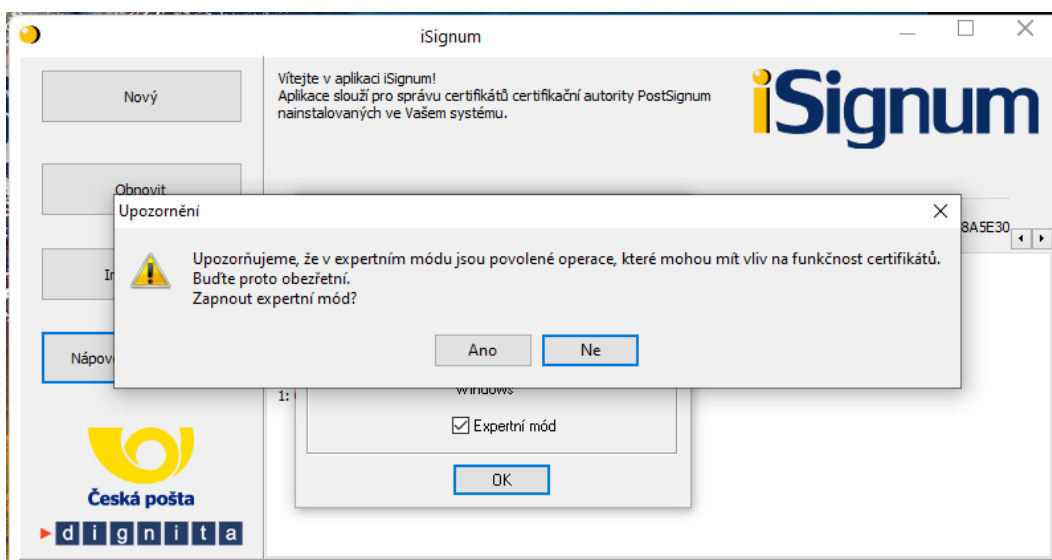 iSignum
Nový
Vítejte v aplikaci iSignum!
Aplikace slouží pro správu certifikátů certifikační autority PostSignum
nainstalovaných ve Vašem systému.
iSignum
Obnovit
8A5E30
Upozornění
Upozorňujeme, že v expertním módu jsou povolené operace, které mohou mít vliv na funkčnost certifikátů.
Buďte proto obezřetní.
Zapnout expertní mód?
Ano
Ne
1:
windows
Expertní mód
OK
Česká pošta
dignita